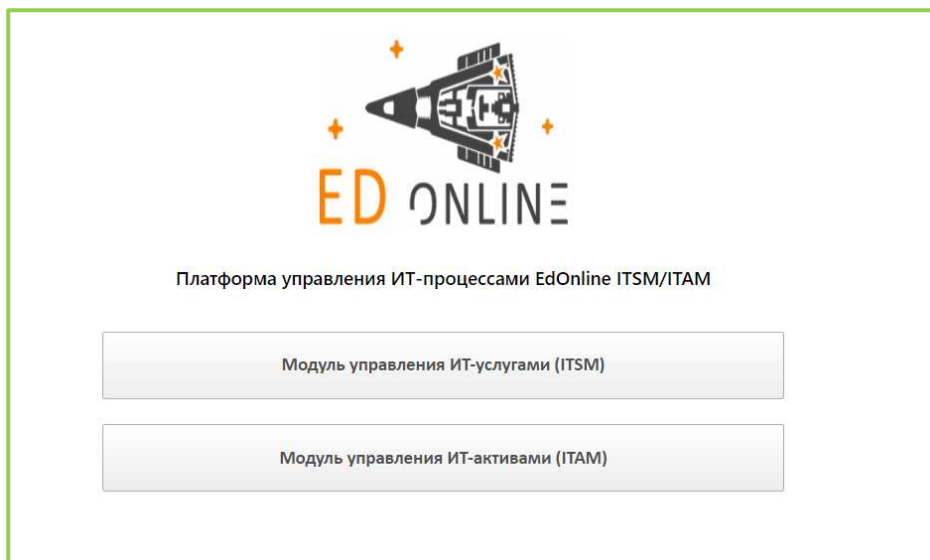 ED ONLINE
Платформа управления ИТ-процессами EdOnline ITSM/ITAM
Модуль управления ИТ-услугами (ITSM)
Модуль управления ИТ-активами (ITAM)